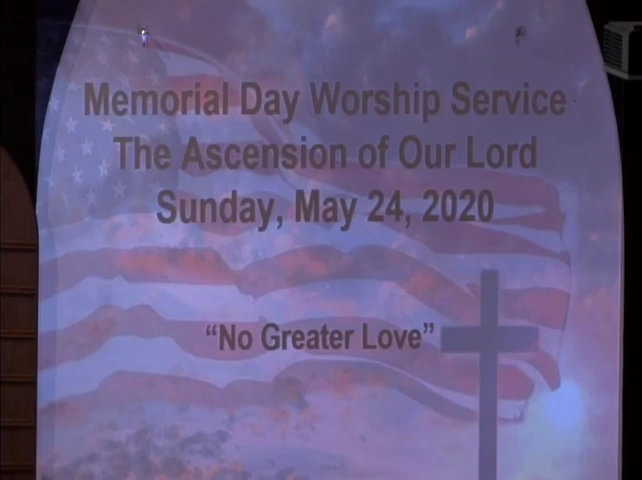 Memorial Day Worship Service
The Ascension of Our Lord
Sunday, May 24, 2020
“No Greater Love”